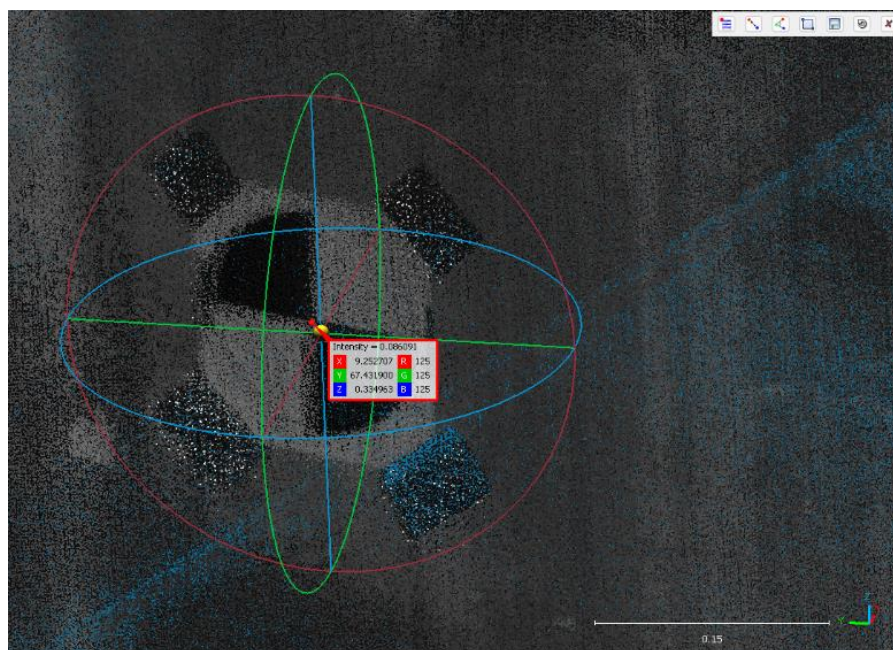 Intensity = 0.086091
X 9.252707 R 125
Y 67.431900 G 125
Z 0.334963 B 125
Z
Y
0.15